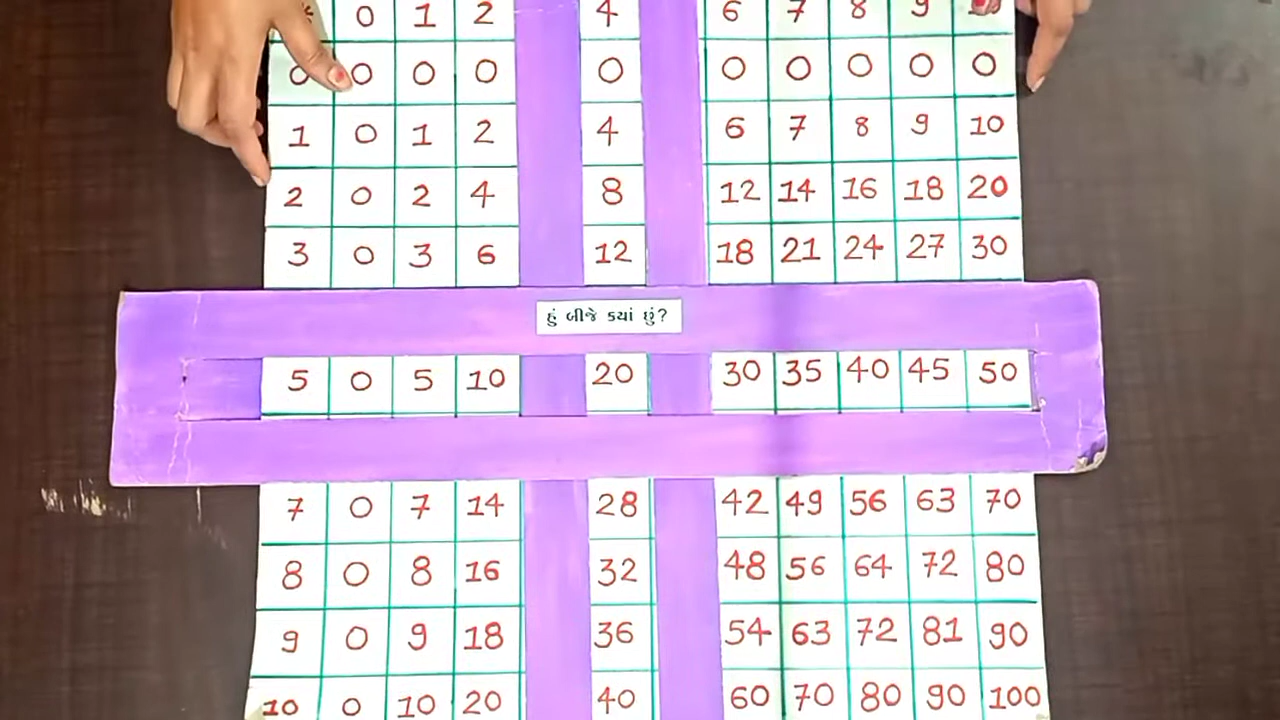 0 1 2 4 6 7 8 9
0 0 0 0 0 0 0 0 0 0
1 0 1 2 4 6 7 8 9 10
2 0 2 4 8 12 14 16 18 20
3 0 3 6 12 18 21 24 27 30
હું બીજે કયાં છું?
5 0 5 10 20 30 35 40 45 50
7 0 7 14 28 42 49 56 63 70
8 0 8 16 32 48 56 64 72 80
9 0 9 18 36 54 63 72 81 90
10 0 10 20 40 60 70 80 90 100